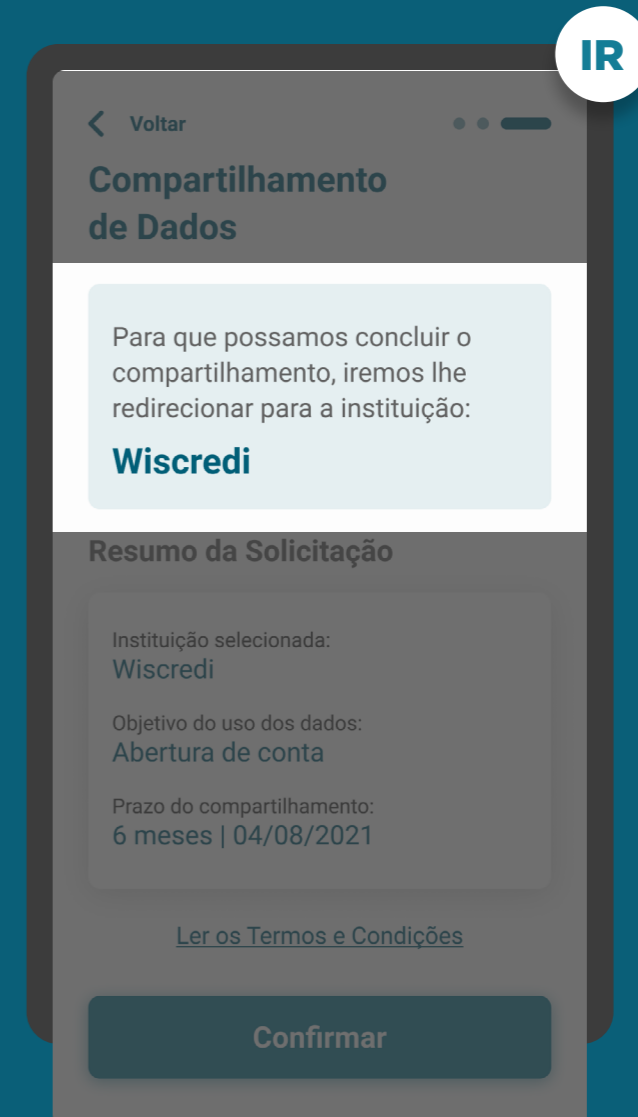 IR
Voltar
Compartilhamento
de Dados
Para que possamos concluir o
compartilhamento, iremos lhe
redirecionar para a instituição:
Wiscredi
Resumo da Solicitação
Instituição selecionada:
Wiscredi
Objetivo do uso dos dados:
Abertura de conta
Prazo do compartilhamento:
6 meses | 04/08/2021
Ler os Termos e Condições
Confirmar